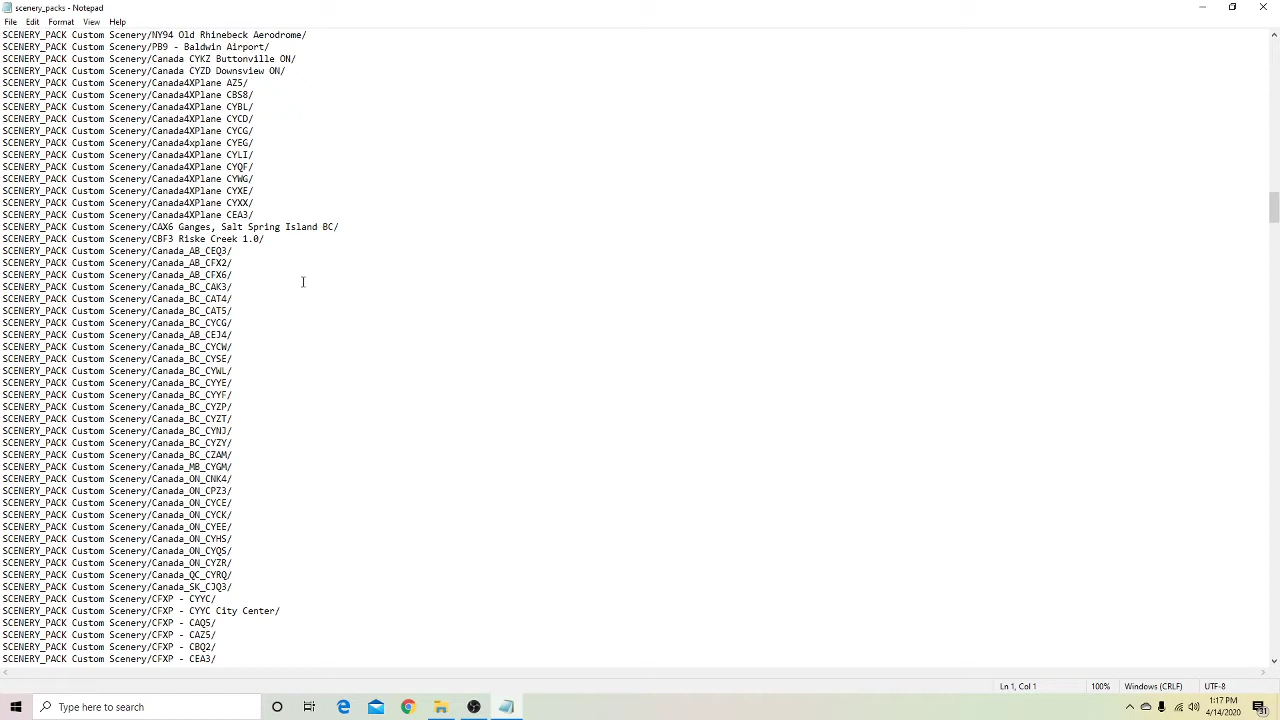 scenery_packs - Notepad
File Edit Format View Help
SCENERY_PACK Custom Scenery/NY94 Old Rhinebeck Aerodrome/
SCENERY_PACK Custom Scenery/PB9 - Baldwin Airport/
SCENERY_PACK Custom Scenery/Canada CYKZ Buttonville ON/
SCENERY_PACK Custom Scenery/Canada CYZD Downsview ON/
SCENERY_PACK Custom Scenery/Canada4XPlane AZ5/
SCENERY_PACK Custom Scenery/Canada4XPlane CBS8/
SCENERY_PACK Custom Scenery/Canada4XPlane CYBL/
SCENERY_PACK Custom Scenery/Canada4XPlane CYCD/
SCENERY_PACK Custom Scenery/Canada4XPlane CYCG/
SCENERY_PACK Custom Scenery/Canada4xplane CYEG/
SCENERY_PACK Custom Scenery/Canada4XPlane CYLI/
SCENERY_PACK Custom Scenery/Canada4XPlane CYQF/
SCENERY_PACK Custom Scenery/Canada4XPlane CYWG/
SCENERY_PACK Custom Scenery/Canada4XPlane CYXE/
SCENERY_PACK Custom Scenery/Canada4XPlane CYXX/
SCENERY_PACK Custom Scenery/Canada4XPlane CEA3/
SCENERY_PACK Custom Scenery/CAX6 Ganges, Salt Spring Island BC/
SCENERY_PACK Custom Scenery/CBF3 Riske Creek 1.0/
SCENERY_PACK Custom Scenery/Canada_AB_CEQ3/
SCENERY_PACK Custom Scenery/Canada_AB_CFX2/
SCENERY_PACK Custom Scenery/Canada_AB_CFX6/
SCENERY_PACK Custom Scenery/Canada_BC_CAK3/
SCENERY_PACK Custom Scenery/Canada_BC_CAT4/
SCENERY_PACK Custom Scenery/Canada_BC_CAT5/
SCENERY_PACK Custom Scenery/Canada_BC_CYCG/
SCENERY_PACK Custom Scenery/Canada_AB_CEJ4/
SCENERY_PACK Custom Scenery/Canada_BC_CYCW/
SCENERY_PACK Custom Scenery/Canada_BC_CYSE/
SCENERY_PACK Custom Scenery/Canada_BC_CYWL/
SCENERY_PACK Custom Scenery/Canada_BC_CYYE/
SCENERY_PACK Custom Scenery/Canada_BC_CYYF/
SCENERY_PACK Custom Scenery/Canada_BC_CYZP/
SCENERY_PACK Custom Scenery/Canada_BC_CYZT/
SCENERY_PACK Custom Scenery/Canada_BC_CYNJ/
SCENERY_PACK Custom Scenery/Canada_BC_CYZY/
SCENERY_PACK Custom Scenery/Canada_BC_CZAM/
SCENERY_PACK Custom Scenery/Canada_MB_CYGM/
SCENERY_PACK Custom Scenery/Canada_ON_CNK4/
SCENERY_PACK Custom Scenery/Canada_ON_CPZ3/
SCENERY_PACK Custom Scenery/Canada_ON_CYCE/
SCENERY_PACK Custom Scenery/Canada_ON_CYCK/
SCENERY_PACK Custom Scenery/Canada_ON_CYEE/
SCENERY_PACK Custom Scenery/Canada_ON_CYHS/
SCENERY_PACK Custom Scenery/Canada_ON_CYQS/
SCENERY_PACK Custom Scenery/Canada_ON_CYZR/
SCENERY_PACK Custom Scenery/Canada_QC_CYRQ/
SCENERY_PACK Custom Scenery/Canada_SK_CJQ3/
SCENERY_PACK Custom Scenery/CFXP - CYYC/
SCENERY_PACK Custom Scenery/CFXP - CYYC City Center/
SCENERY_PACK Custom Scenery/CFXP - CAQ5/
SCENERY_PACK Custom Scenery/CFXP - CAZ5/
SCENERY_PACK Custom Scenery/CFXP - CBQ2/
SCENERY_PACK Custom Scenery/CFXP - CEA3/
Ln 1, Col 1 100% Windows (CRLF) UTF-8
Type here to search
1:17 PM
4/14/2020
31